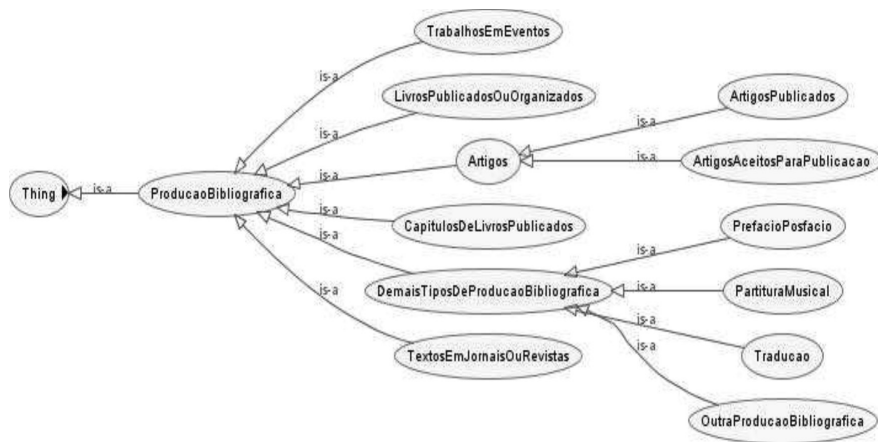 TrabalhosEmEventos
is-a
LivrosPublicadosOuOrganizados
ArtigosPublicados
is-a
is-a
Artigos
is-a
ArtigosAceitosParaPublicacao
is-a
Thing
is-a
ProducaoBibliografica
is-a
CapitulosDeLivrosPublicados
PrefacioPosfacio
is-a
is-a
DemaisTiposDeProducaoBibliografica
is-a
PartituraMusical
is-a
is-a
TextosEmJornaisOuRevistas
is-a
Traducao
OutraProducaoBibliografica